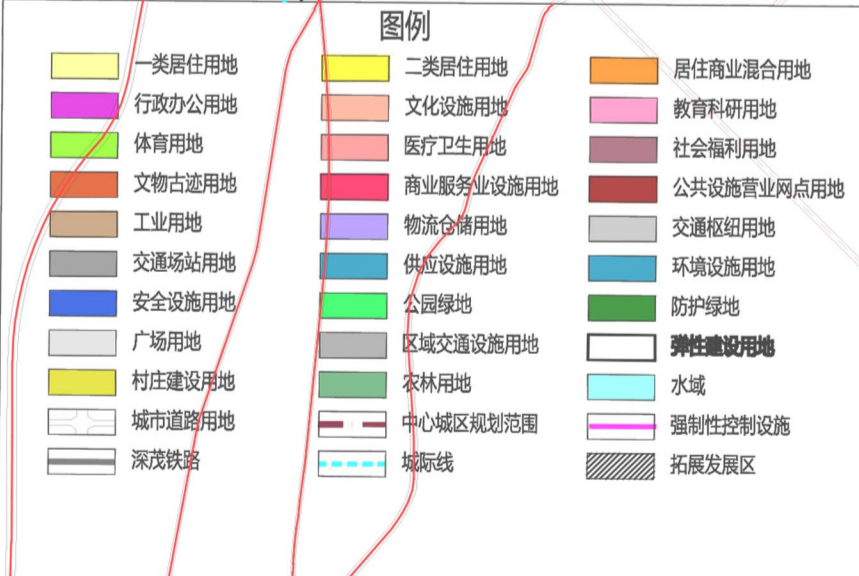 图例
一类居住用地 二类居住用地 居住商业混合用地
行政办公用地 文化设施用地 教育科研用地
体育用地 医疗卫生用地 社会福利用地
文物古迹用地 商业服务业设施用地 公共设施营业网点用地
工业用地 物流仓储用地 交通枢纽用地
交通场站用地 供应设施用地 环境设施用地
安全设施用地 公园绿地 防护绿地
广场用地 区域交通设施用地 弹性建设用地
村庄建设用地 农林用地 水域
城市道路用地 中心城区规划范围 强制性控制设施
深茂铁路 城际线 拓展发展区